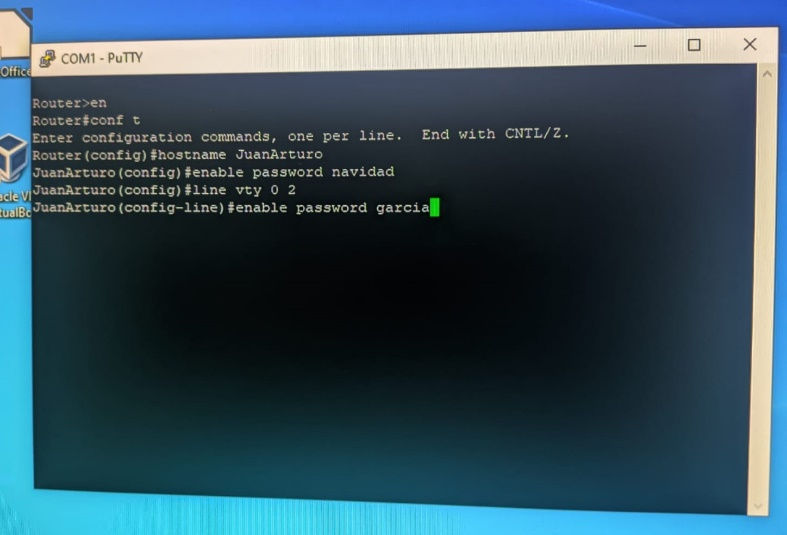 Office
COM1 - PuTTY
Router>en
Router#conf t
Enter configuration commands, one per line.  End with CNTL/Z.
Router(config)#hostname JuanArturo
JuanArturo(config)#enable password navidad
JuanArturo(config)#line vty 0 2
JuanArturo(config-line)#enable password garcia
acle VI
tualBo